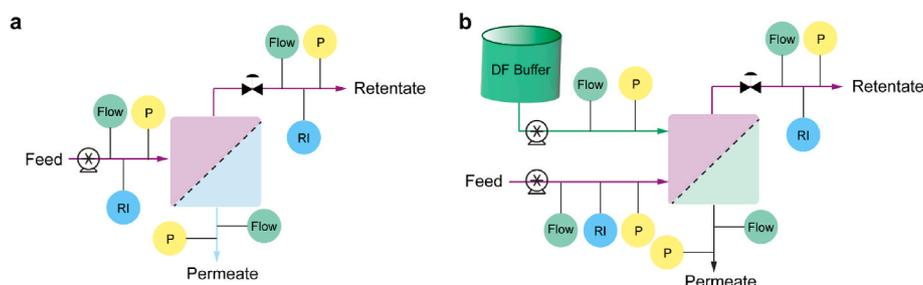 a
Flow
P
Retentate
RI
Flow
P
Feed
RI
Flow
P
Permeate
b
DF Buffer
Flow
P
Retentate
RI
Flow
P
Feed
Flow
RI
P
Flow
P
Permeate